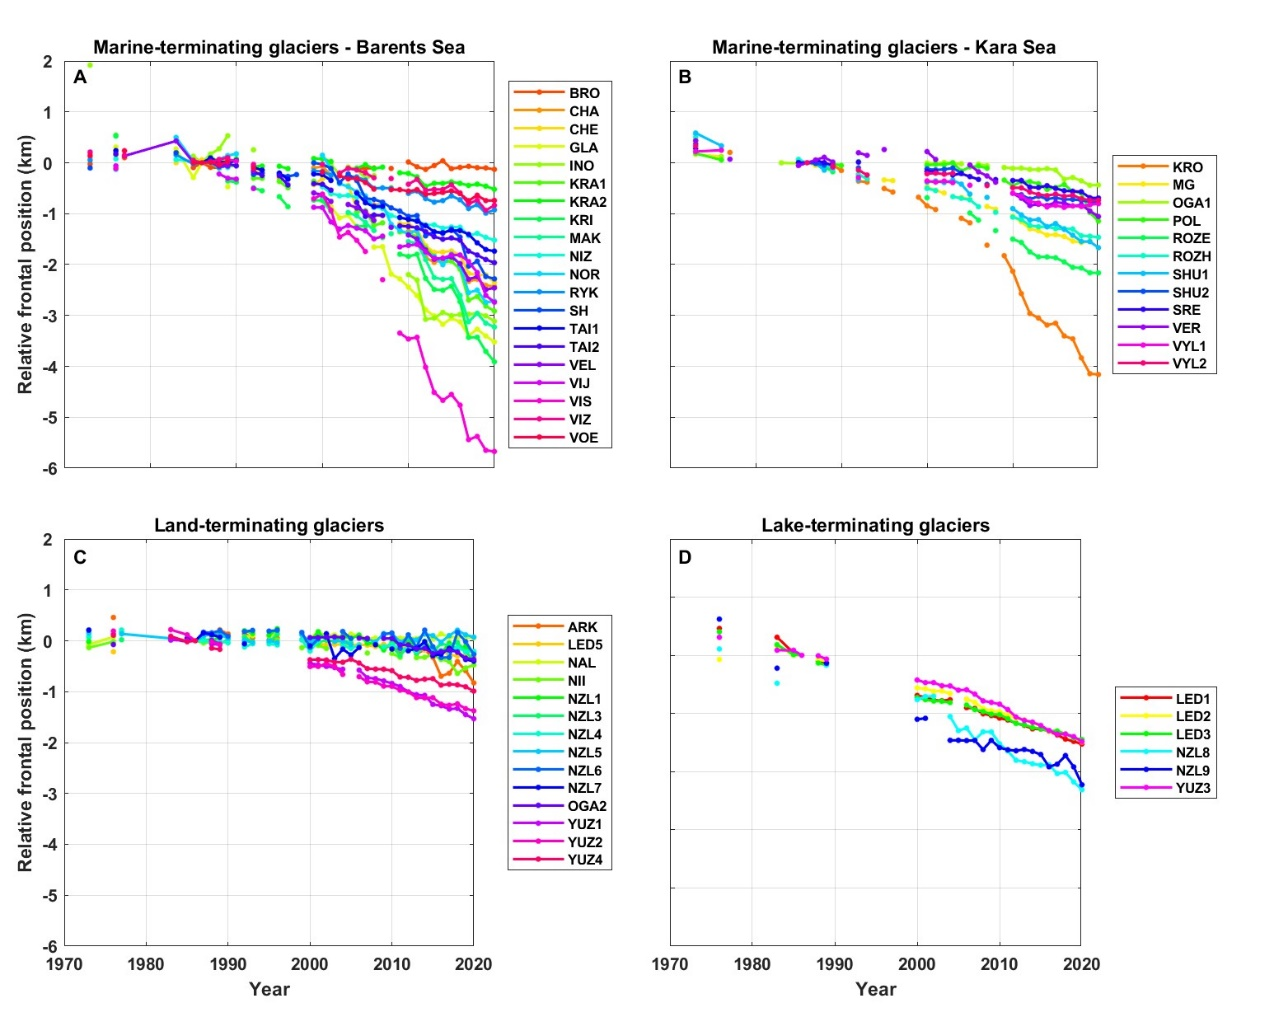 Marine-terminating glaciers - Barents Sea
A
Relative frontal position (km)
2
1
0
-1
-2
-3
-4
-5
-6
BRO
CHA
CHE
GLA
INO
KRA1
KRA2
KRI
MAK
NIZ
NOR
RYK
SH
TAI1
TAI2
VEL
VIJ
VIS
VIZ
VOE
Marine-terminating glaciers - Kara Sea
B
KRO
MG
OGA1
POL
ROZE
ROZH
SHU1
SHU2
SRE
VER
VYL1
VYL2
Land-terminating glaciers
C
Relative frontal position (km)
2
1
0
-1
-2
-3
-4
-5
-6
1970 1980 1990 2000 2010 2020
Year
ARK
LED5
NAL
NII
NZL1
NZL3
NZL4
NZL5
NZL6
NZL7
OGA2
YUZ1
YUZ2
YUZ4
Lake-terminating glaciers
D
1970 1980 1990 2000 2010 2020
Year
LED1
LED2
LED3
NZL8
NZL9
YUZ3